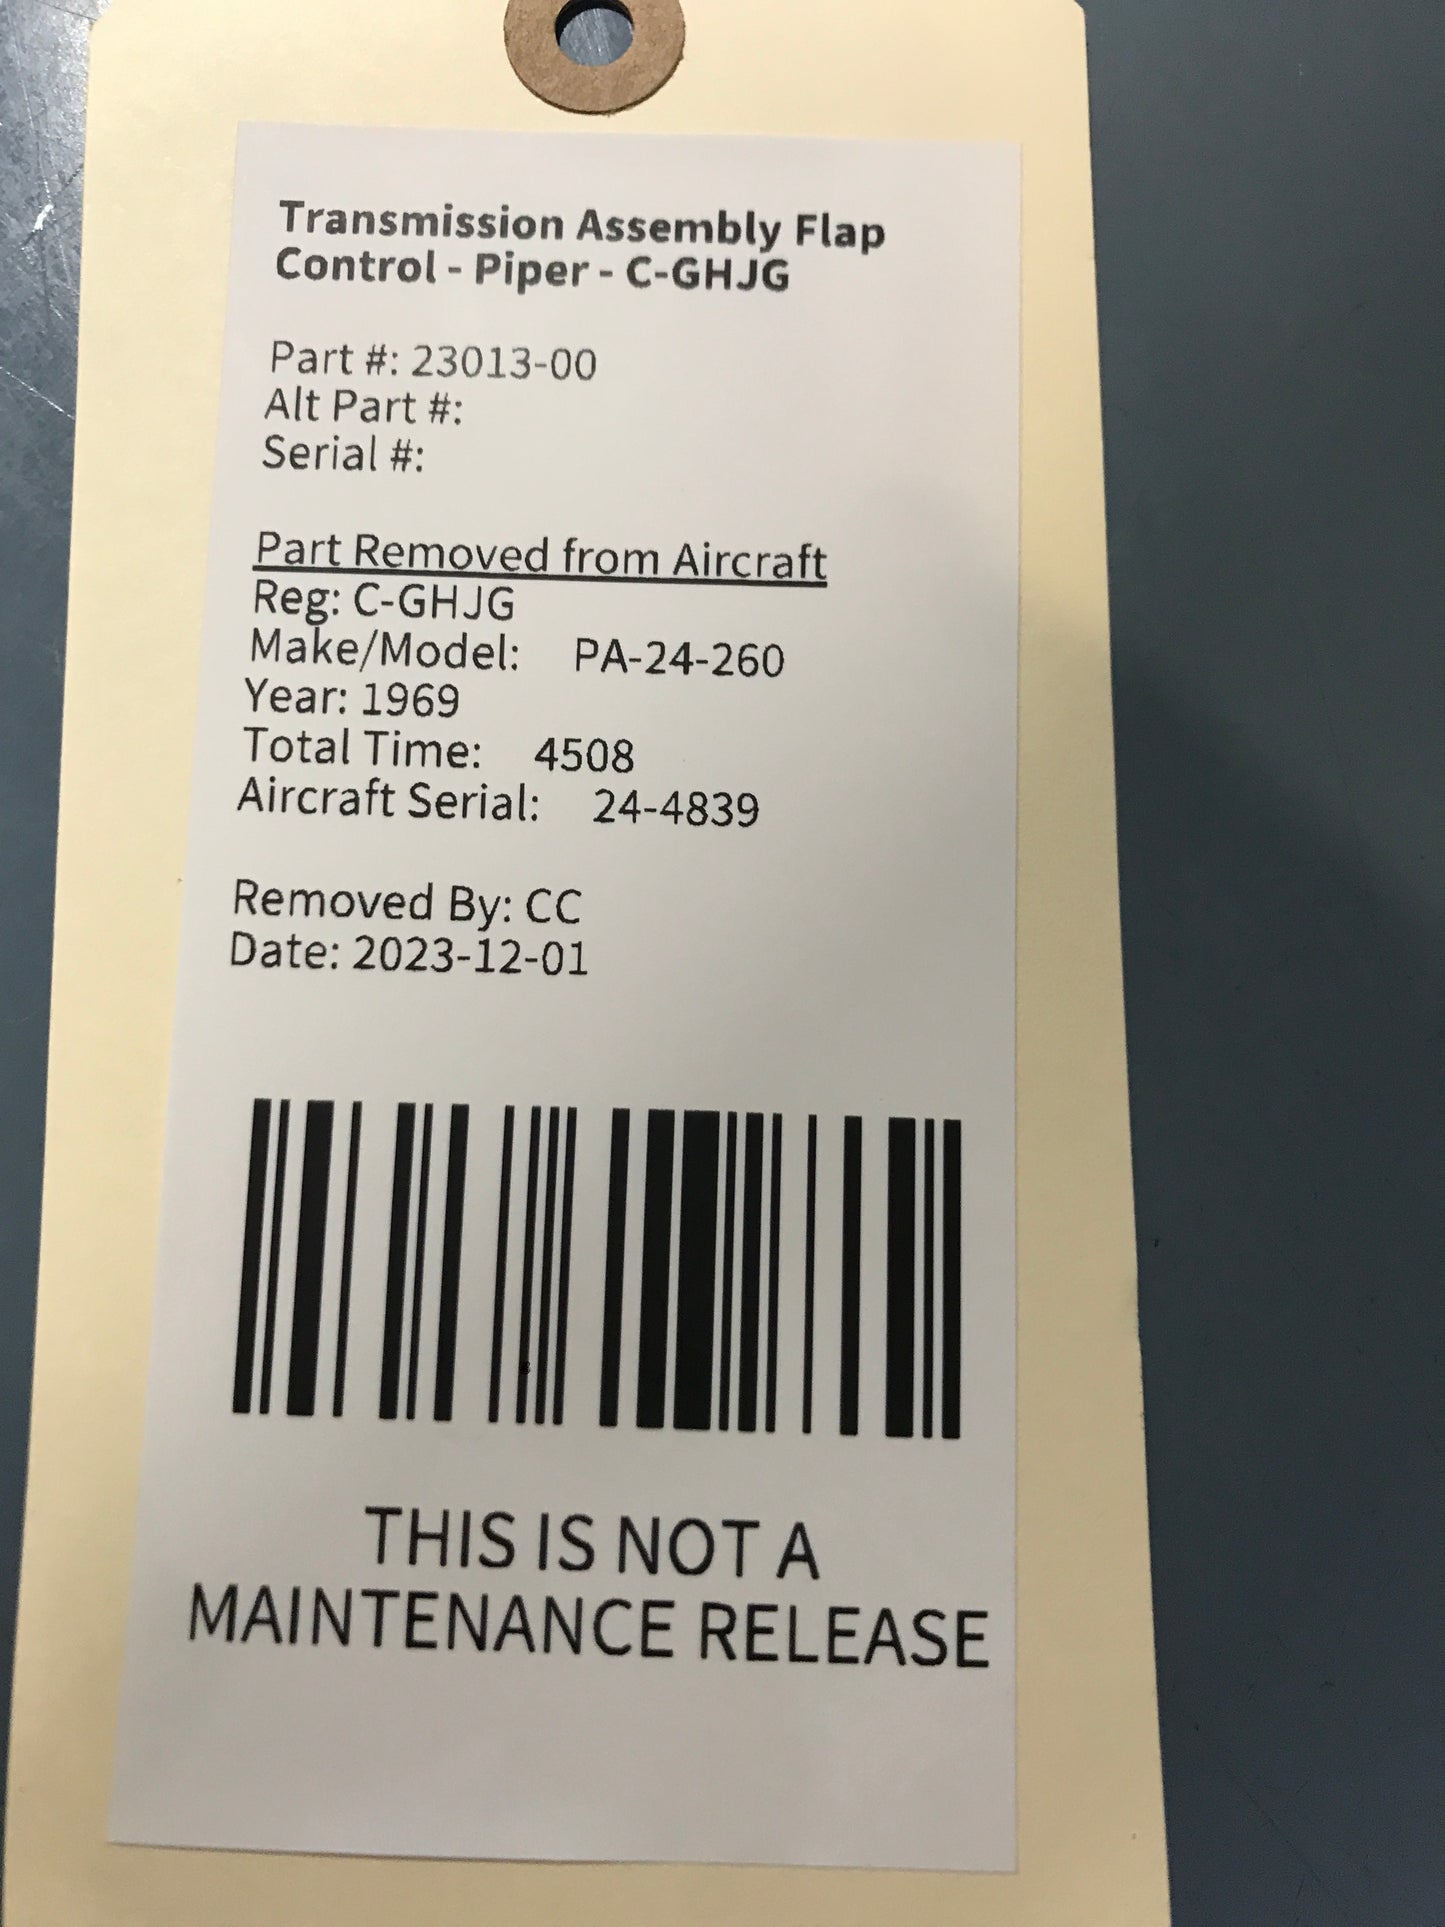 Transmission Assembly Flap
Control - Piper - C-GHJG
Part #: 23013-00
Alt Part #:
Serial #:
Part Removed from Aircraft
Reg: C-GHJG
Make/Model: PA-24-260
Year: 1969
Total Time: 4508
Aircraft Serial: 24-4839
Removed By: CC
Date: 2023-12-01
THIS IS NOT A
MAINTENANCE RELEASE